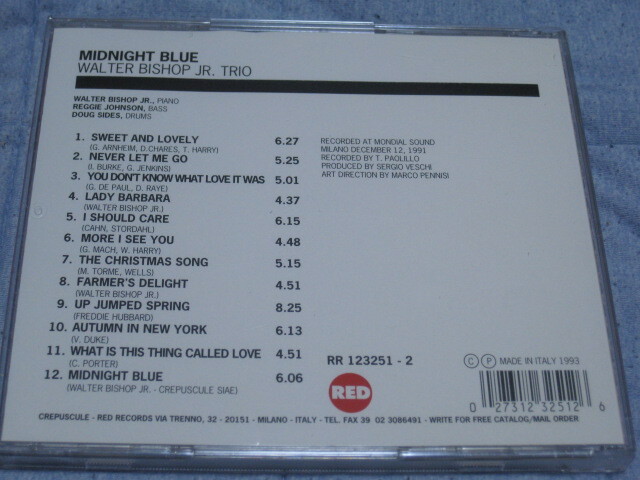 MIDNIGHT BLUE
WALTER BISHOP JR. TRIO
WALTER BISHOP JR., PIANO
REGGIE JOHNSON, BASS
DOUG SIDES, DRUMS
1. SWEET AND LOVELY 6.27
(G. ARNHEIM, D.CHARES, T. HARRY)
2. NEVER LET ME GO 5.25
(I. BURKE, G. JENKINS)
3. YOU DON'T KNOW WHAT LOVE IT WAS 5.01
(G. DE PAUL, D. RAYE)
4. LADY BARBARA 4.37
(WALTER BISHOP JR.)
5. I SHOULD CARE 6.15
(CAHN, STORDAHL)
6. MORE I SEE YOU 4.48
(G. MACH, W. HARRY)
7. THE CHRISTMAS SONG 5.15
(M. TORME, WELLS)
8. FARMER'S DELIGHT 4.51
(WALTER BISHOP JR.)
9. UP JUMPED SPRING 8.25
(FREDDIE HUBBARD)
10. AUTUMN IN NEW YORK 6.13
(V. DUKE)
11. WHAT IS THIS THING CALLED LOVE 4.51
(C. PORTER)
12. MIDNIGHT BLUE 6.06
(WALTER BISHOP JR. - CREPUSCULE SIAE)
RECORDED AT MONDIAL SOUND
MILANO DECEMBER 12, 1991
RECORDED BY T. PAOLILLO
PRODUCED BY SERGIO VESCHI
ART DIRECTION BY MARCO PENNISI
RR 123251 - 2
RED
© ℗ MADE IN ITALY 1993
0 27312 32512 6
CREPUSCULE - RED RECORDS VIA TRENNO, 32 - 20151 - MILANO - ITALY - TEL. FAX 39 02 3086491 - WRITE FOR FREE CATALOG/MAIL ORDER